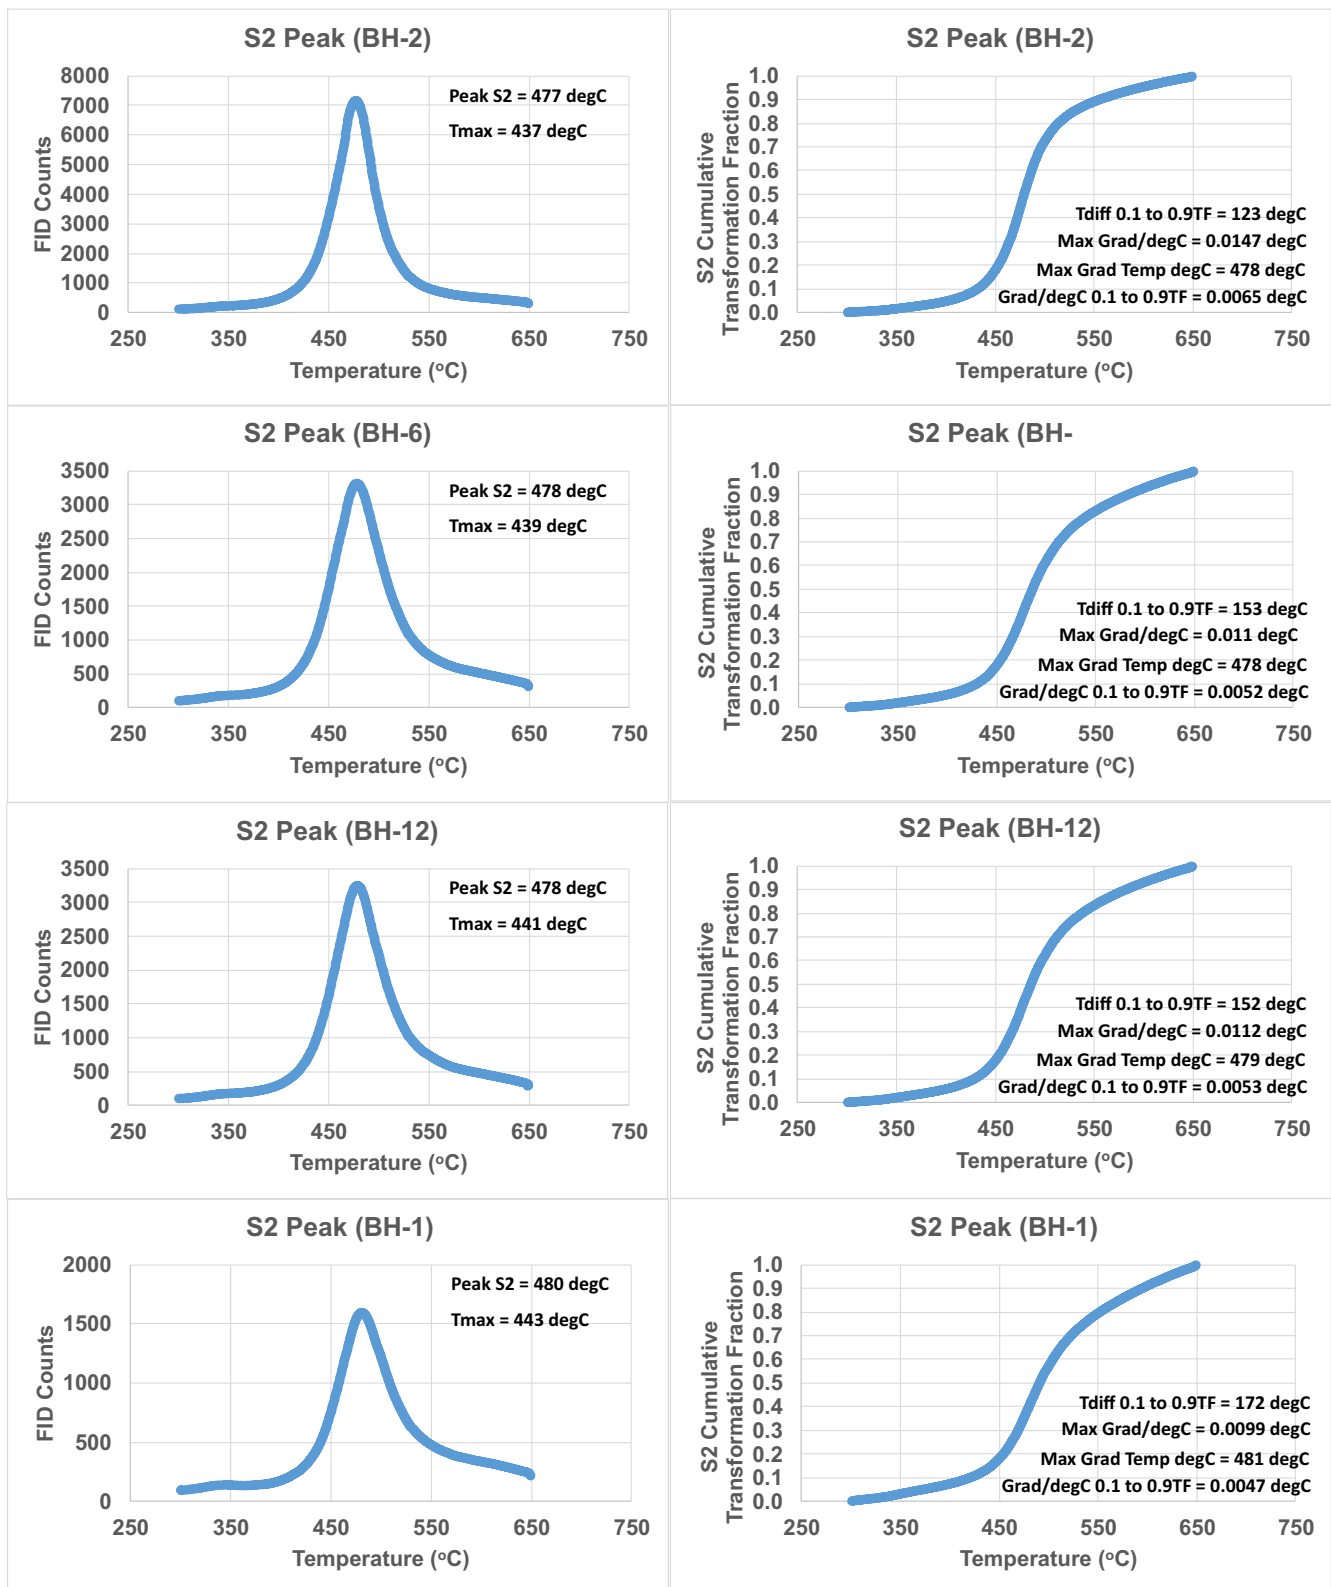 S2 Peak (BH-2)
8000
7000
6000
5000
4000
3000
2000
1000
0
FID Counts
Peak S2 = 477 degC
Tmax = 437 degC
250 350 450 550 650 750
Temperature (°C)
S2 Peak (BH-2)
1.0
0.9
0.8
0.7
0.6
0.5
0.4
0.3
0.2
0.1
0.0
S2 Cumulative
Transformation Fraction
Tdiff 0.1 to 0.9TF = 123 degC
Max Grad/degC = 0.0147 degC
Max Grad Temp degC = 478 degC
Grad/degC 0.1 to 0.9TF = 0.0065 degC
250 350 450 550 650 750
Temperature (°C)
S2 Peak (BH-6)
3500
3000
2500
2000
1500
1000
500
0
FID Counts
Peak S2 = 478 degC
Tmax = 439 degC
250 350 450 550 650 750
Temperature (°C)
S2 Peak (BH-
1.0
0.9
0.8
0.7
0.6
0.5
0.4
0.3
0.2
0.1
0.0
S2 Cumulative
Transformation Fraction
Tdiff 0.1 to 0.9TF = 153 degC
Max Grad/degC = 0.011 degC
Max Grad Temp degC = 478 degC
Grad/degC 0.1 to 0.9TF = 0.0052 degC
250 350 450 550 650 750
Temperature (°C)
S2 Peak (BH-12)
3500
3000
2500
2000
1500
1000
500
0
FID Counts
Peak S2 = 478 degC
Tmax = 441 degC
250 350 450 550 650 750
Temperature (°C)
S2 Peak (BH-12)
1.0
0.9
0.8
0.7
0.6
0.5
0.4
0.3
0.2
0.1
0.0
S2 Cumulative
Transformation Fraction
Tdiff 0.1 to 0.9TF = 152 degC
Max Grad/degC = 0.0112 degC
Max Grad Temp degC = 479 degC
Grad/degC 0.1 to 0.9TF = 0.0053 degC
250 350 450 550 650 750
Temperature (°C)
S2 Peak (BH-1)
2000
1500
1000
500
0
FID Counts
Peak S2 = 480 degC
Tmax = 443 degC
250 350 450 550 650 750
Temperature (°C)
S2 Peak (BH-1)
1.0
0.9
0.8
0.7
0.6
0.5
0.4
0.3
0.2
0.1
0.0
S2 Cumulative
Transformation Fraction
Tdiff 0.1 to 0.9TF = 172 degC
Max Grad/degC = 0.0099 degC
Max Grad Temp degC = 481 degC
Grad/degC 0.1 to 0.9TF = 0.0047 degC
250 350 450 550 650 750
Temperature (°C)